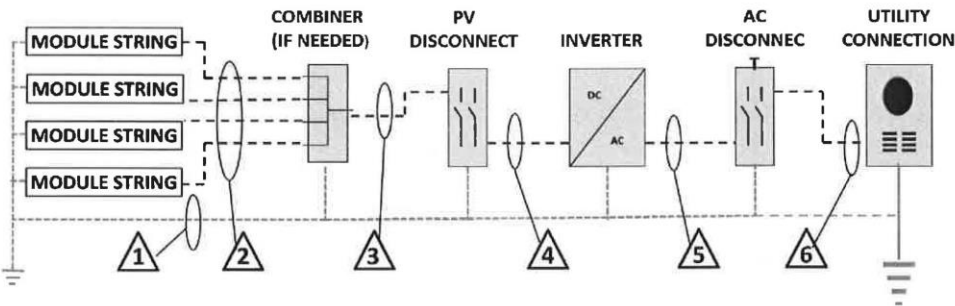 COMBINER
(IF NEEDED)
PV
DISCONNECT
INVERTER
AC
DISCONNEC
T
UTILITY
CONNECTION
MODULE STRING
MODULE STRING
MODULE STRING
MODULE STRING
DC
AC
1
2
3
4
5
6